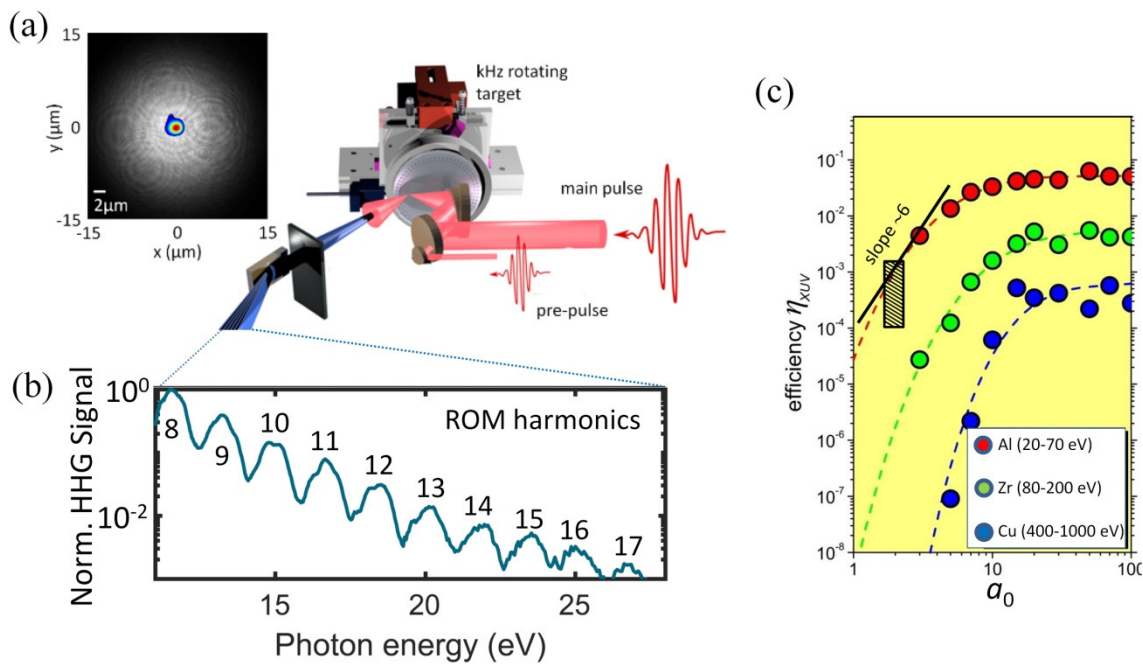 (a)
15
0
-15
y (µm)
-15
0
15
x (µm)
2µm
kHz rotating
target
main pulse
pre-pulse
(b)
Norm. HHG Signal
10^0
10^-2
ROM harmonics
8
9
10
11
12
13
14
15
16
17
15
20
25
Photon energy (eV)
(c)
efficiency η_XUV
10^-1
10^-2
10^-3
10^-4
10^-5
10^-6
10^-7
10^-8
slope ~6
Al (20-70 eV)
Zr (80-200 eV)
Cu (400-1000 eV)
1
10
100
a_0